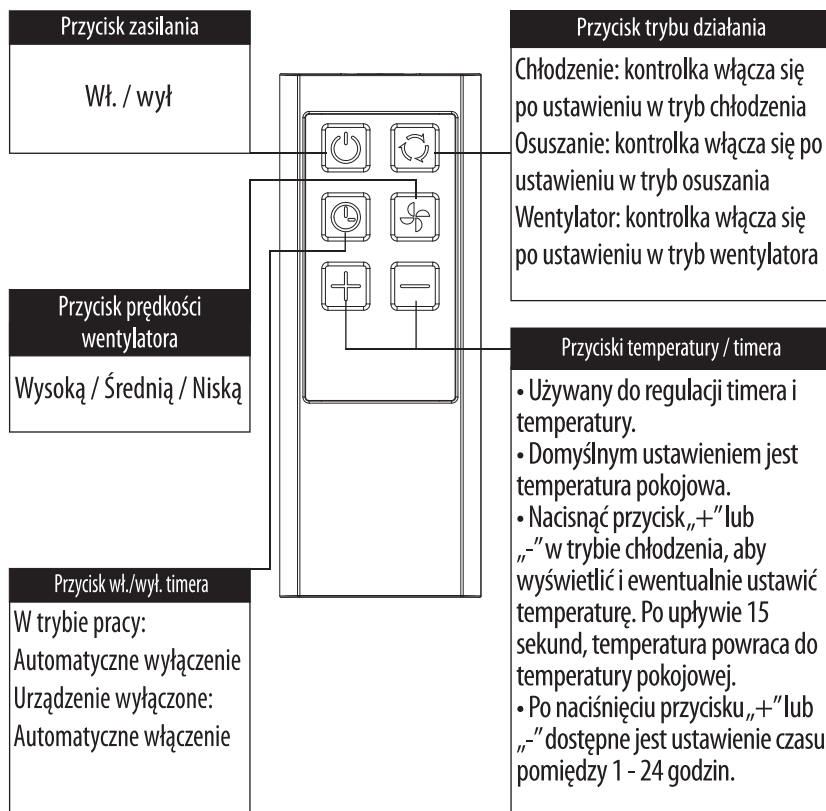 Przycisk zasilania
Wł. / wył
Przycisk prędkości
wentylatora
Wysoką / Średnią / Niską
Przycisk wł./wył. timera
W trybie pracy:
Automatyczne wyłączenie
Urządzenie wyłączone:
Automatyczne włączenie
Przycisk trybu działania
Chłodzenie: kontrolka włącza się
po ustawieniu w tryb chłodzenia
Osuszanie: kontrolka włącza się po
ustawieniu w tryb osuszania
Wentylator: kontrolka włącza się
po ustawieniu w tryb wentylatora
Przyciski temperatury / timera
• Używany do regulacji timera i
temperatury.
• Domyślnym ustawieniem jest
temperatura pokojowa.
• Nacisnąć przycisk „+” lub
„-” w trybie chłodzenia, aby
wyświetlić i ewentualnie ustawić
temperaturę. Po upływie 15
sekund, temperatura powraca do
temperatury pokojowej.
• Po naciśnięciu przycisku „+” lub
„-” dostępne jest ustawienie czasu
pomiędzy 1 - 24 godzin.